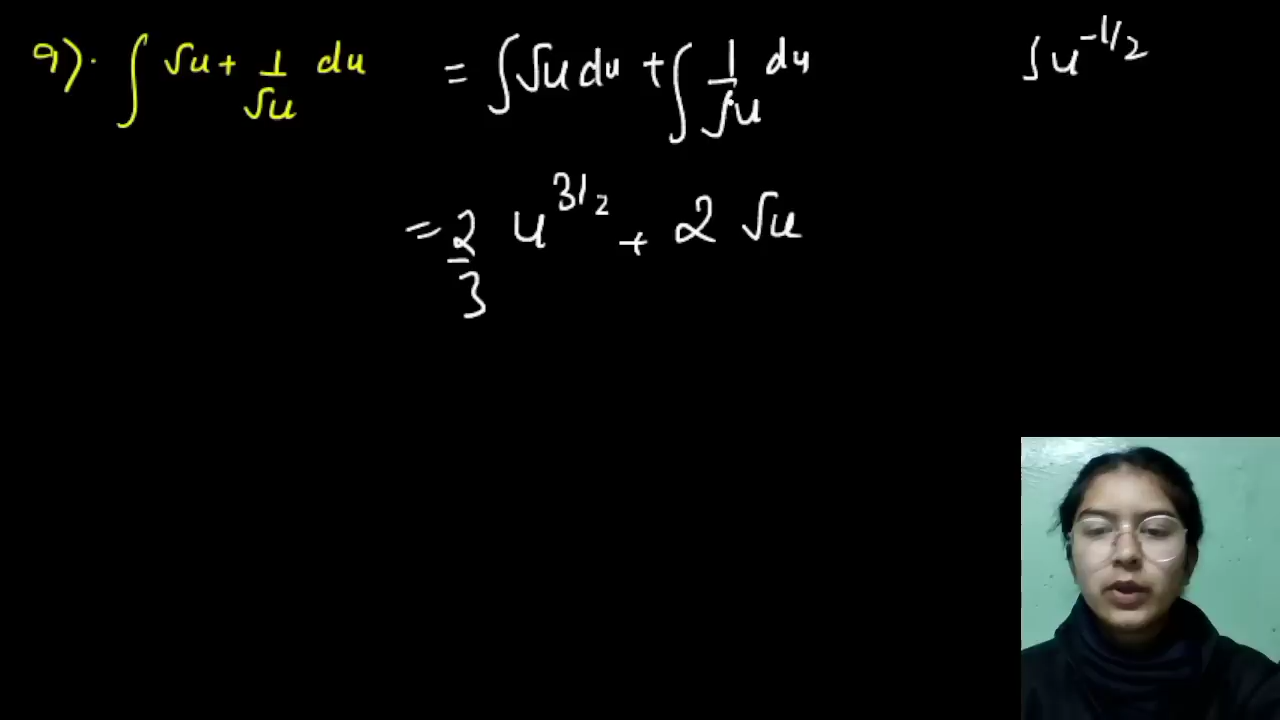 9). ∫ √u + 1/√u du = ∫ √u du + ∫ 1/√u du ∫ u^-1/2
= 2/3 u^3/2 + 2 √u